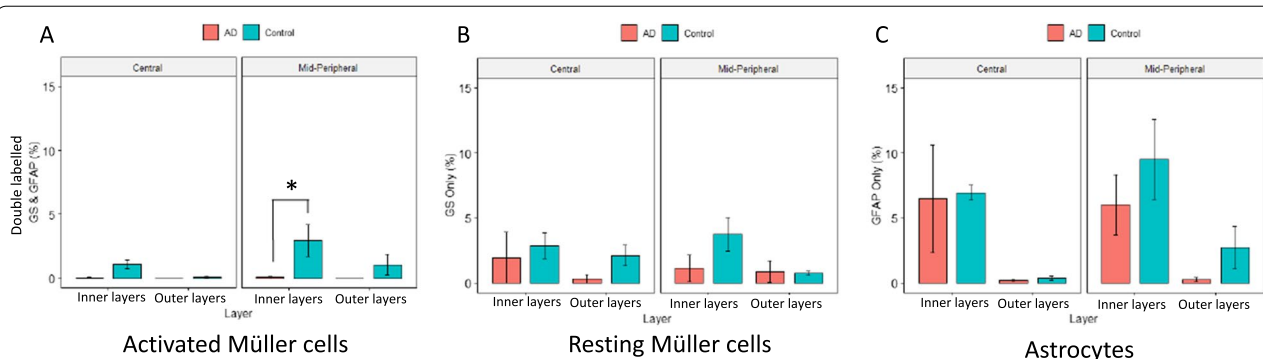 A
AD Control
Central Mid-Peripheral
Double labelled
GS & GFAP (%)
15
10
5
0
*
Inner layers Outer layers Inner layers Outer layers
Layer
Activated Müller cells
B
AD Control
Central Mid-Peripheral
GS Only (%)
15
10
5
0
Inner layers Outer layers Inner layers Outer layers
Layer
Resting Müller cells
C
AD Control
Central Mid-Peripheral
GFAP Only (%)
15
10
5
0
Inner layers Outer layers Inner layers Outer layers
Layer
Astrocytes